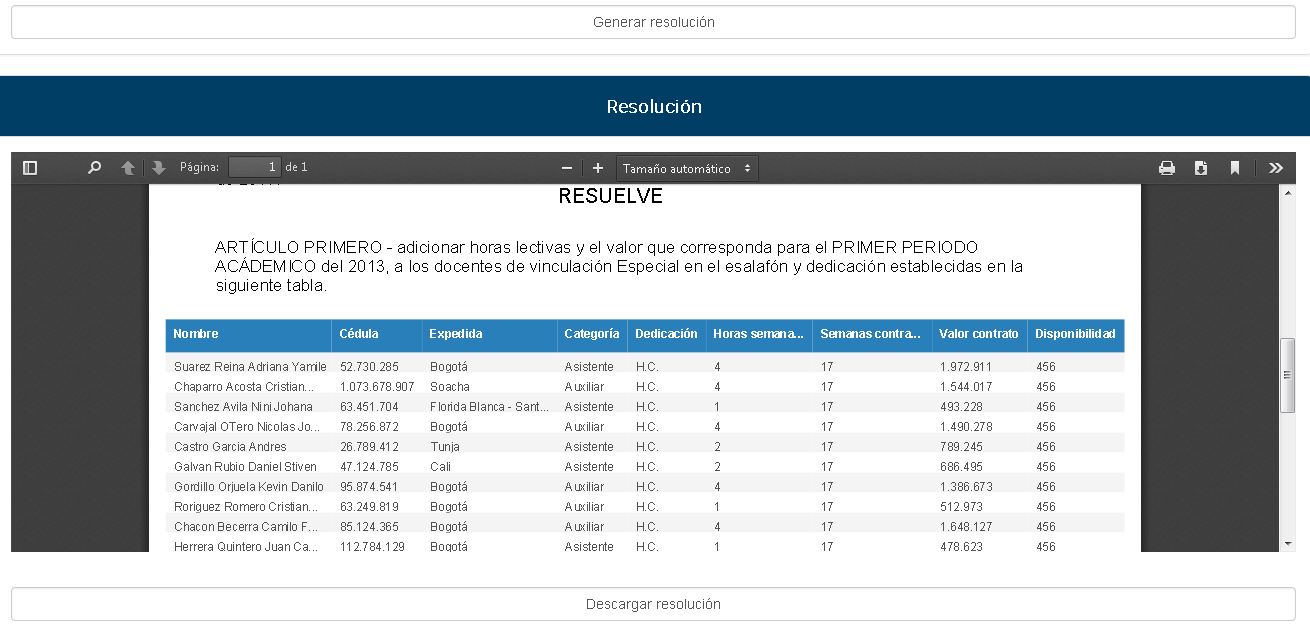 Generar resolución
Resolución
Página: 1 de 1 Tamaño automático
RESUELVE
ARTÍCULO PRIMERO - adicionar horas lectivas y el valor que corresponda para el PRIMER PERIODO
ACÁDEMICO del 2013, a los docentes de vinculación Especial en el esalafón y dedicación establecidas en la
siguiente tabla.
Nombre Cédula Expedida Categoría Dedicación Horas semana... Semanas contra... Valor contrato Disponibilidad
Suarez Reina Adriana Yamile 52.730.285 Bogotá Asistente H.C. 4 17 1.972.911 456
Chaparro Acosta Cristian... 1.073.678.907 Soacha Auxiliar H.C. 4 17 1.544.017 456
Sanchez Avila Nini Johana 63.451.704 Florida Blanca - Sant... Asistente H.C. 1 17 493.228 456
Carvajal OTero Nicolas Jo... 78.256.872 Bogotá Auxiliar H.C. 4 17 1.490.278 456
Castro Garcia Andres 26.789.412 Tunja Asistente H.C. 2 17 789.245 456
Galvan Rubio Daniel Stiven 47.124.785 Cali Asistente H.C. 2 17 686.495 456
Gordillo Orjuela Kevin Danilo 95.874.541 Bogotá Auxiliar H.C. 4 17 1.386.673 456
Roriguez Romero Cristian... 63.249.819 Bogotá Auxiliar H.C. 1 17 512.973 456
Chacon Becerra Camilo F... 85.124.365 Bogotá Auxiliar H.C. 4 17 1.648.127 456
Herrera Quintero Juan Ca... 112.784.129 Bogotá Asistente H.C. 1 17 478.623 456
Descargar resolución